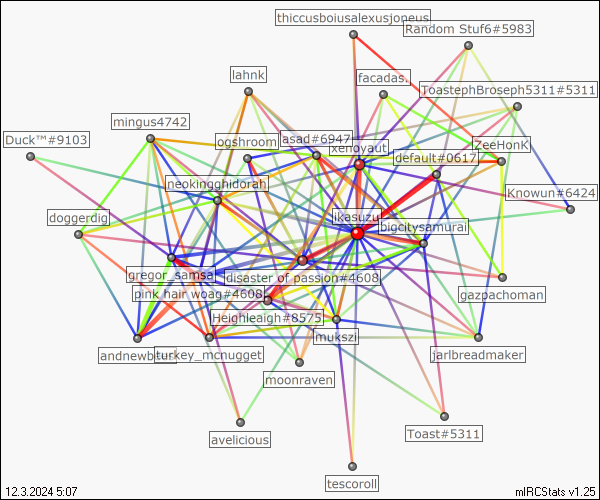 thiccusboiusalexusjoneus
Random Stuf6#5983
lahnk
facadas.
ToastephBroseph5311#5311
mingus4742
Duck™#9103
ogshroom
asad#6947
xenoyaut
ZeeHonK
default#0617
neokingghidorah
Knowun#6424
doggerdig
likasuzu
bigcitysamurai
gregor_samsa
disaster of passion#4608
pink hair woag#4608
gazpachoman
Heighleaigh#8575
mukszi
turkey_mcnugget
jarlbreadmaker
moonraven
Toast#5311
avelicious
tescoroll
12.3.2024 5:07
mIRCStats v1.25